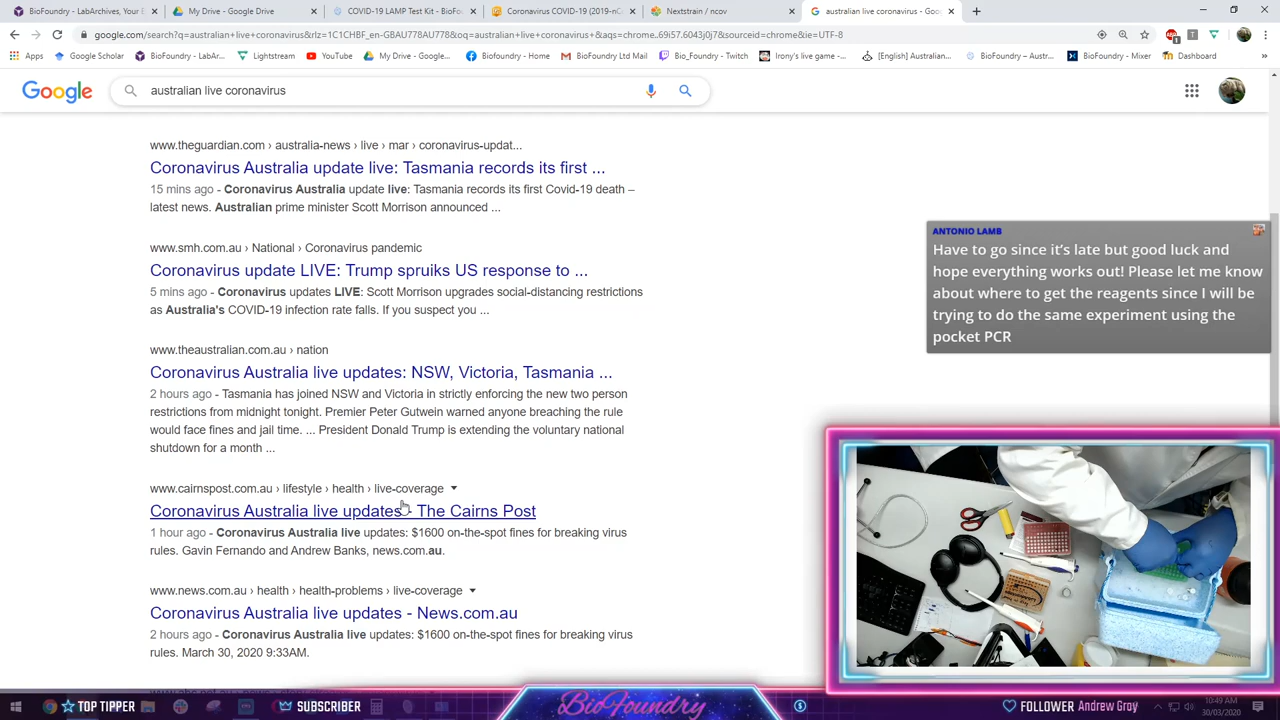 BioFoundry - LabArchives, Your E
My Drive - Google Drive
COVID-19 LAMP Test Kit - BioFou
Coronavirus COVID-19 (2019-nCo
Nextstrain / ncov
australian live coronavirus - Goo
google.com/search?q=australian+live+coronavirus&rlz=1C1CHBF_en-GBAU778AU778&oq=australian+live+coronavirus&aqs=chrome..69i57.6043j0j7&sourceid=chrome&ie=UTF-8
Apps
Google Scholar
BioFoundry - LabAr...
Lightstream
YouTube
My Drive - Google...
Biofoundry - Home
BioFoundry Ltd Mail
Bio_Foundry - Twitch
Irony's live game -...
[English] Australian...
BioFoundry – Austr...
BioFoundry - Mixer
Dashboard
Google
australian live coronavirus
www.theguardian.com › australia-news › live › mar › coronavirus-updat...
Coronavirus Australia update live: Tasmania records its first ...
15 mins ago - Coronavirus Australia update live: Tasmania records its first Covid-19 death –
latest news. Australian prime minister Scott Morrison announced ...
www.smh.com.au › National › Coronavirus pandemic
Coronavirus update LIVE: Trump spruiks US response to ...
5 mins ago - Coronavirus updates LIVE: Scott Morrison upgrades social-distancing restrictions
as Australia's COVID-19 infection rate falls. If you suspect you ...
www.theaustralian.com.au › nation
Coronavirus Australia live updates: NSW, Victoria, Tasmania ...
2 hours ago - Tasmania has joined NSW and Victoria in strictly enforcing the new two person
restrictions from midnight tonight. Premier Peter Gutwein warned anyone breaching the rule
would face fines and jail time. ... President Donald Trump is extending the voluntary national
shutdown for a month ...
www.cairnspost.com.au › lifestyle › health › live-coverage
Coronavirus Australia live updates - The Cairns Post
1 hour ago - Coronavirus Australia live updates: $1600 on-the-spot fines for breaking virus
rules. Gavin Fernando and Andrew Banks, news.com.au.
www.news.com.au › health › health-problems › live-coverage
Coronavirus Australia live updates - News.com.au
2 hours ago - Coronavirus Australia live updates: $1600 on-the-spot fines for breaking virus
rules. March 30, 2020 9:33AM.
ANTONIO LAMB
Have to go since it's late but good luck and
hope everything works out! Please let me know
about where to get the reagents since I will be
trying to do the same experiment using the
pocket PCR
TOP TIPPER
SUBSCRIBER
BioFoundry
FOLLOWER Andrew Groy
10:49 AM
30/03/2020